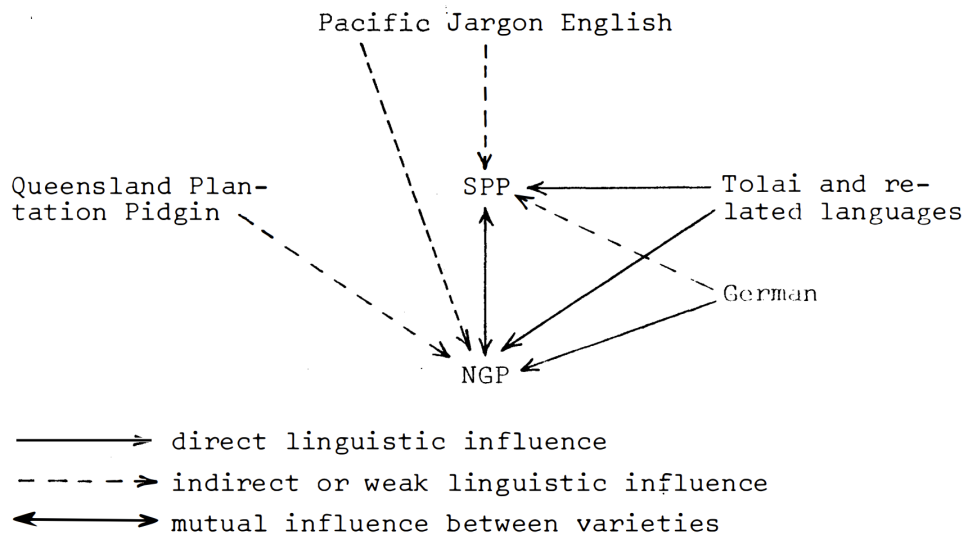 Pacific Jargon English
Queensland Plan-
tation Pidgin
SPP
Tolai and re-
lated languages
German
NGP
direct linguistic influence
indirect or weak linguistic influence
mutual influence between varieties